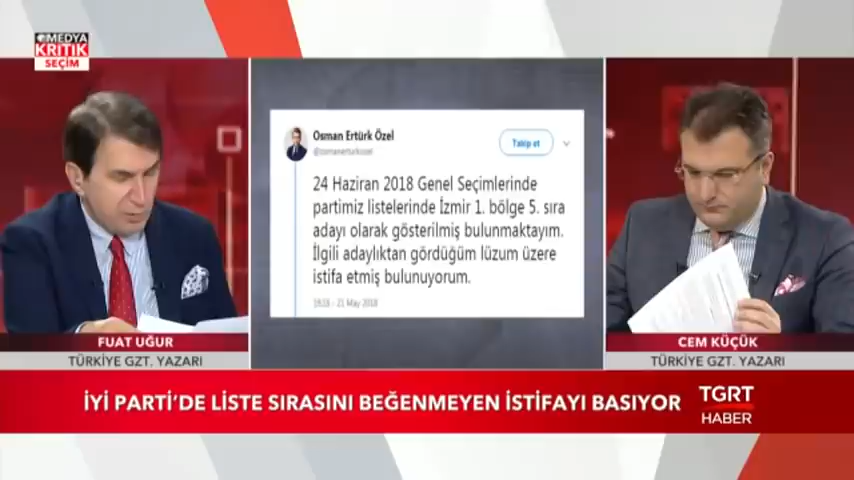 MEDYA
KRİTİK
SEÇİM
Osman Ertürk Özel
@osmanerturkozel
Takip et
24 Haziran 2018 Genel Seçimlerinde
partimiz listelerinde İzmir 1. bölge 5. sıra
adayı olarak gösterilmiş bulunmaktayım.
İlgili adaylıktan gördüğüm lüzum üzere
istifa etmiş bulunuyorum.
21 May 2018
FUAT UĞUR
TÜRKİYE GZT. YAZARI
CEM KÜÇÜK
TÜRKİYE GZT. YAZARI
İYİ PARTİ'DE LİSTE SIRASINI BEĞENMEYEN İSTİFAYI BASIYOR
TGRT
HABER